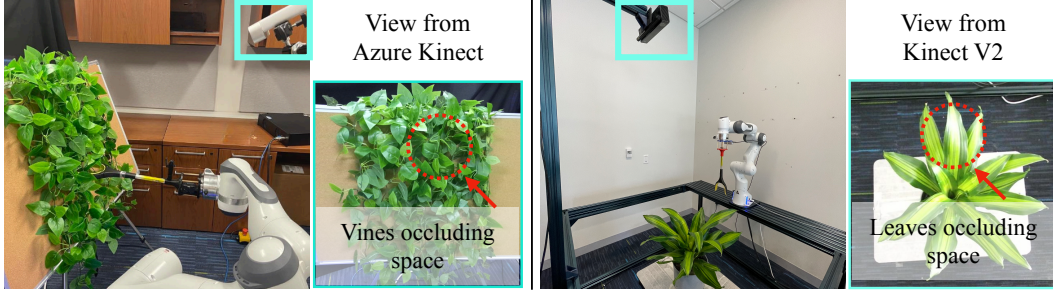 View from
Azure Kinect
Vines occluding
space
View from
Kinect V2
Leaves occluding
space